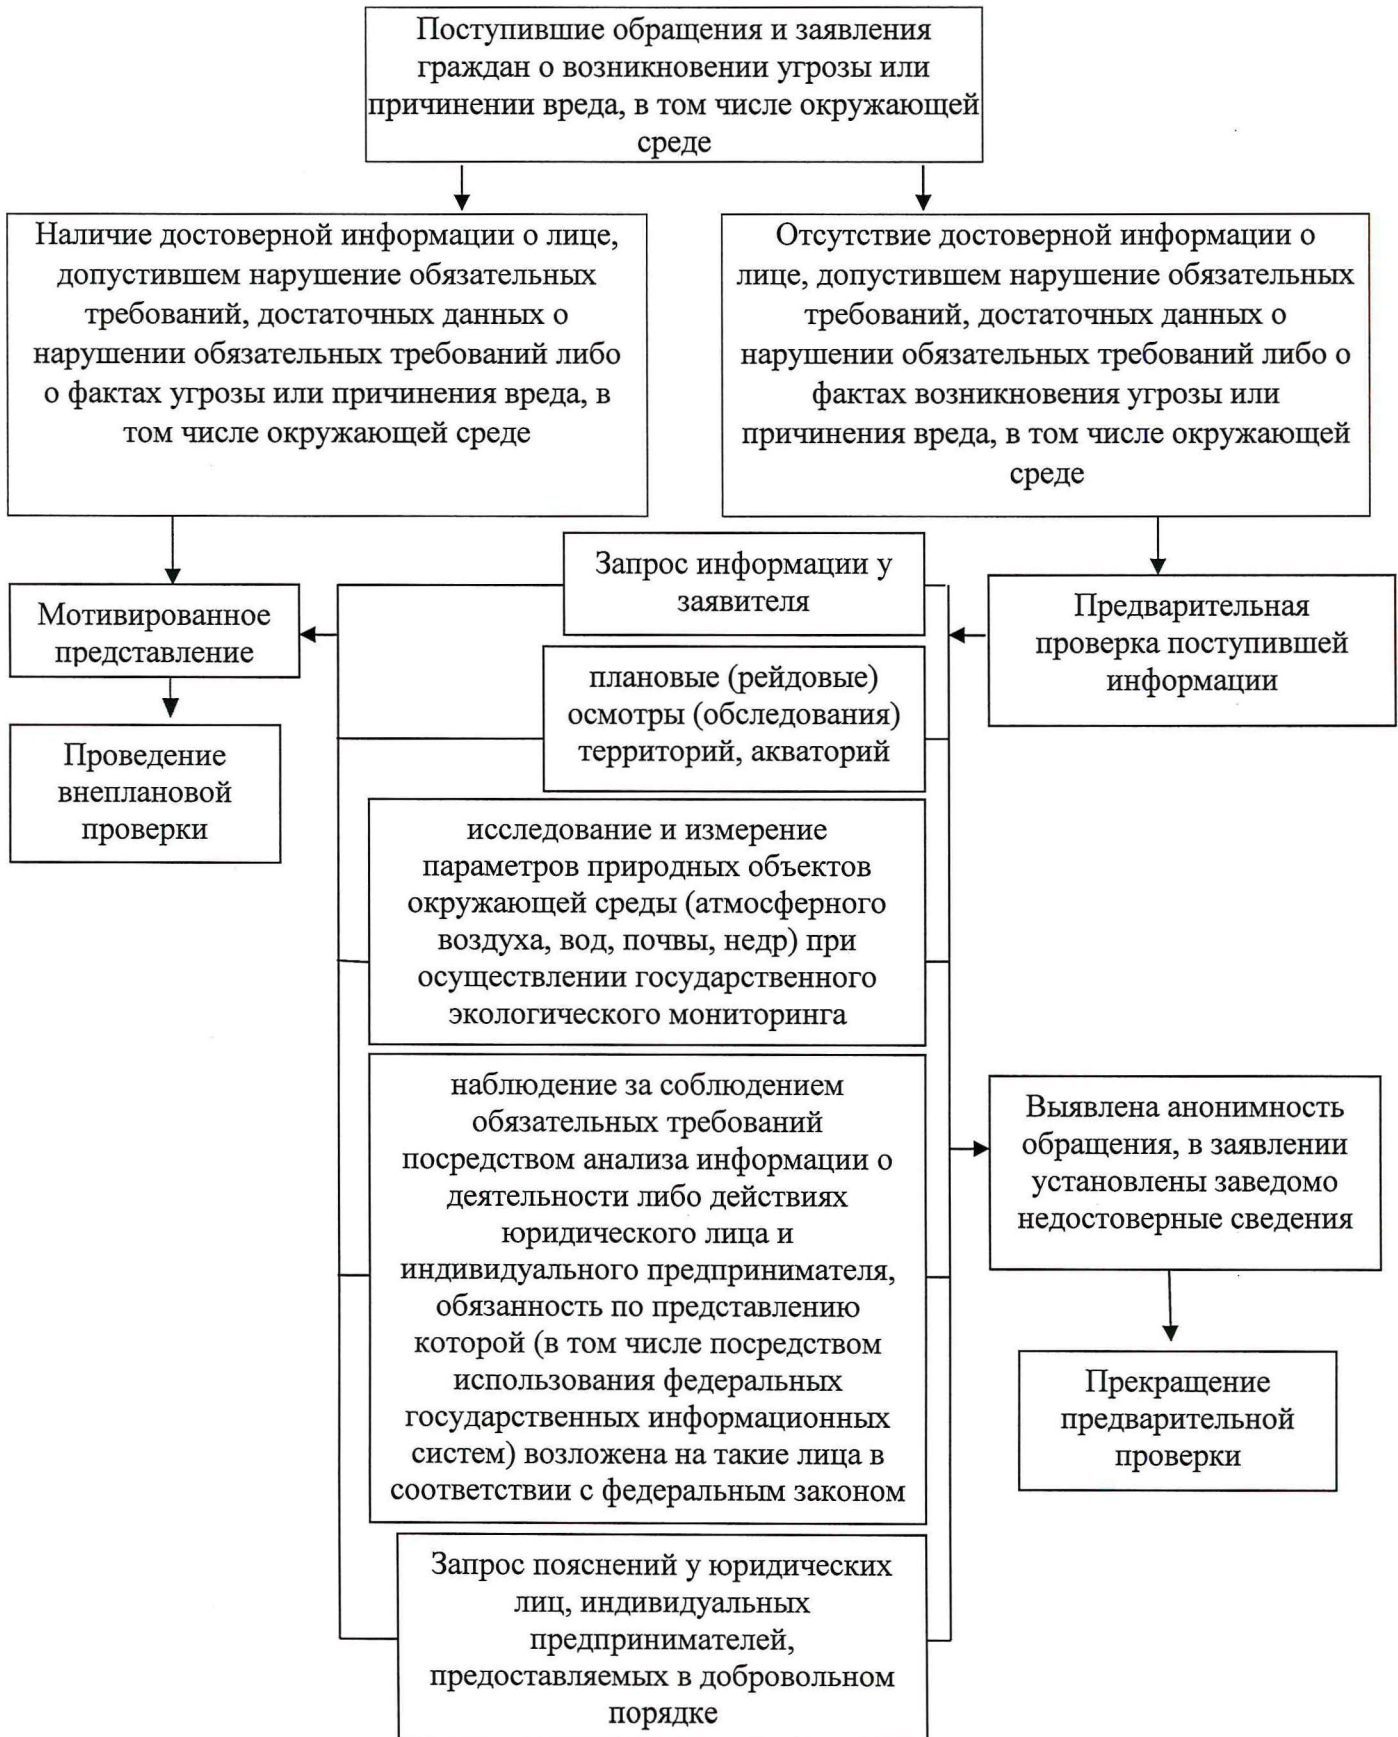 Поступившие обращения и заявления
граждан о возникновении угрозы или
причинении вреда, в том числе окружающей
среде
Наличие достоверной информации о лице,
допустившем нарушение обязательных
требований, достаточных данных о
нарушении обязательных требований либо
о фактах угрозы или причинения вреда, в
том числе окружающей среде
Отсутствие достоверной информации о
лице, допустившем нарушение обязательных
требований, достаточных данных о
нарушении обязательных требований либо о
фактах возникновения угрозы или
причинения вреда, в том числе окружающей
среде
Мотивированное
представление
Проведение
внеплановой
проверки
Запрос информации у
заявителя
Предварительная
проверка поступившей
информации
плановые (рейдовые)
осмотры (обследования)
территорий, акваторий
исследование и измерение
параметров природных объектов
окружающей среды (атмосферного
воздуха, вод, почвы, недр) при
осуществлении государственного
экологического мониторинга
наблюдение за соблюдением
обязательных требований
посредством анализа информации о
деятельности либо действиях
юридического лица и
индивидуального предпринимателя,
обязанность по представлению
которой (в том числе посредством
использования федеральных
государственных информационных
систем) возложена на такие лица в
соответствии с федеральным законом
Выявлена анонимность
обращения, в заявлении
установлены заведомо
недостоверные сведения
Прекращение
предварительной
проверки
Запрос пояснений у юридических
лиц, индивидуальных
предпринимателей,
предоставляемых в добровольном
порядке